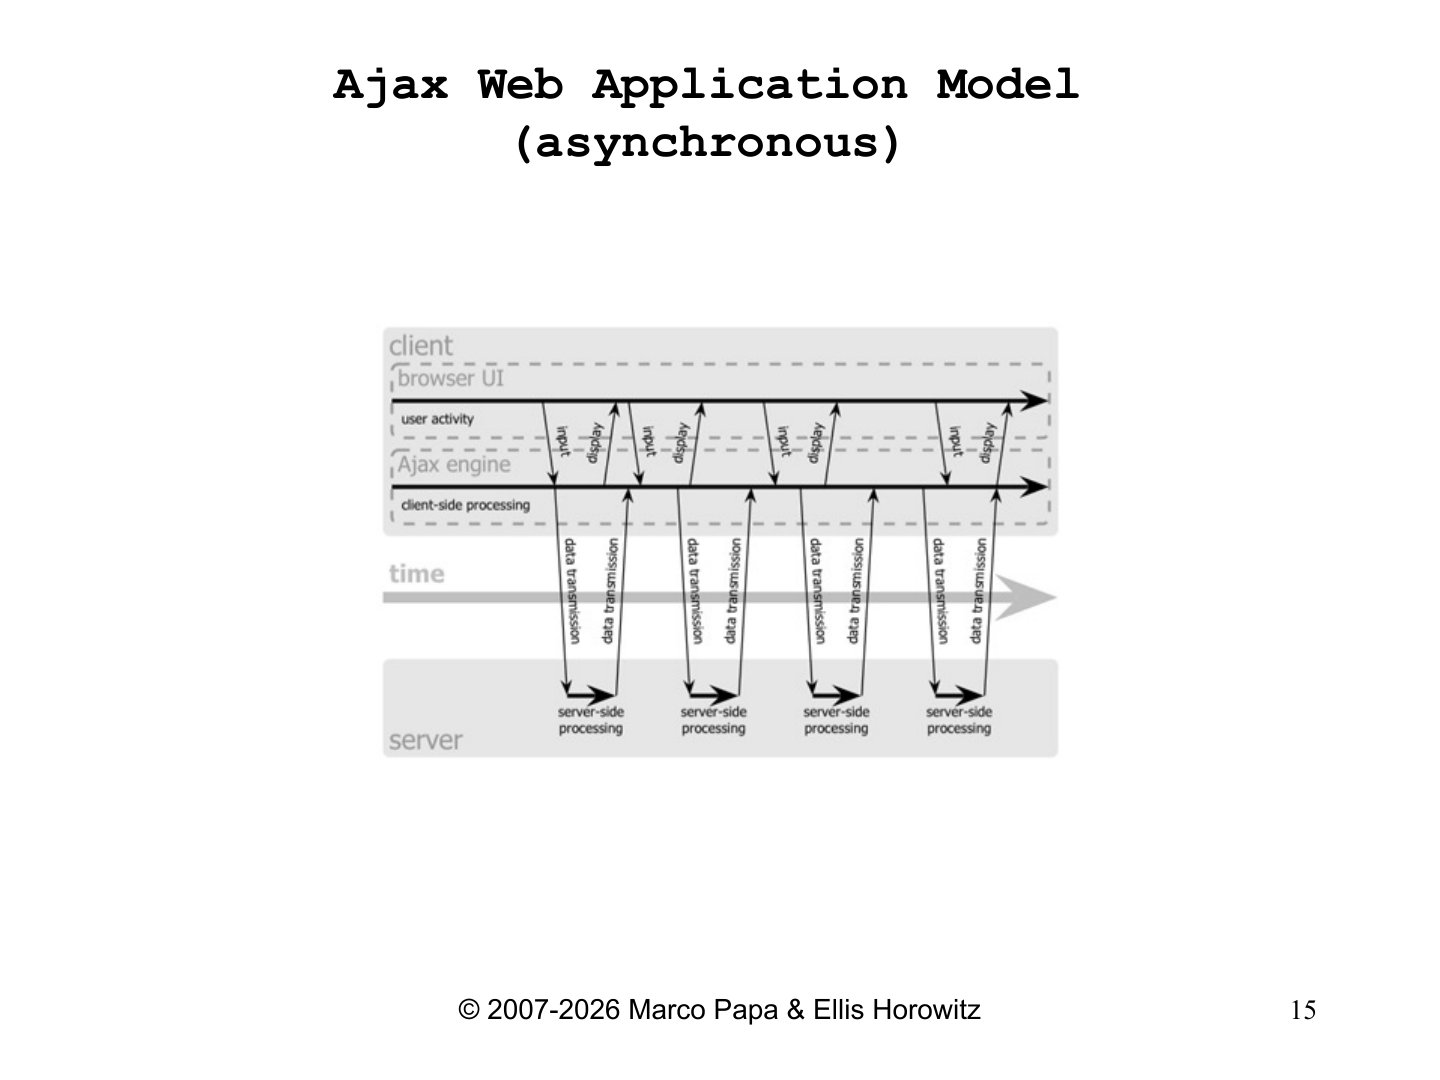 Ajax Web Application Model
(asynchronous)
client
browser UI
user activity
input
display
input
display
input
display
input
display
Ajax engine
client-side processing
data transmission
data transmission
data transmission
data transmission
data transmission
data transmission
data transmission
data transmission
time
server-side
processing
server-side
processing
server-side
processing
server-side
processing
server
© 2007-2026 Marco Papa & Ellis Horowitz
15